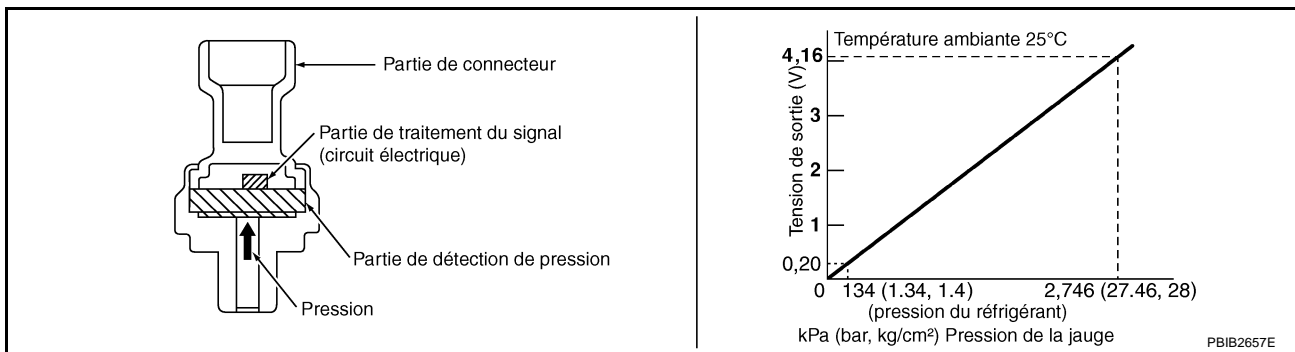 Partie de connecteur
Partie de traitement du signal
(circuit électrique)
Partie de détection de pression
Pression
Température ambiante 25°C
Tension de sortie (V)
4,16
3
2
1
0,20
0 134 (1.34, 1.4) 2,746 (27.46, 28)
(pression du réfrigérant)
kPa (bar, kg/cm²) Pression de la jauge
PBIB2657E